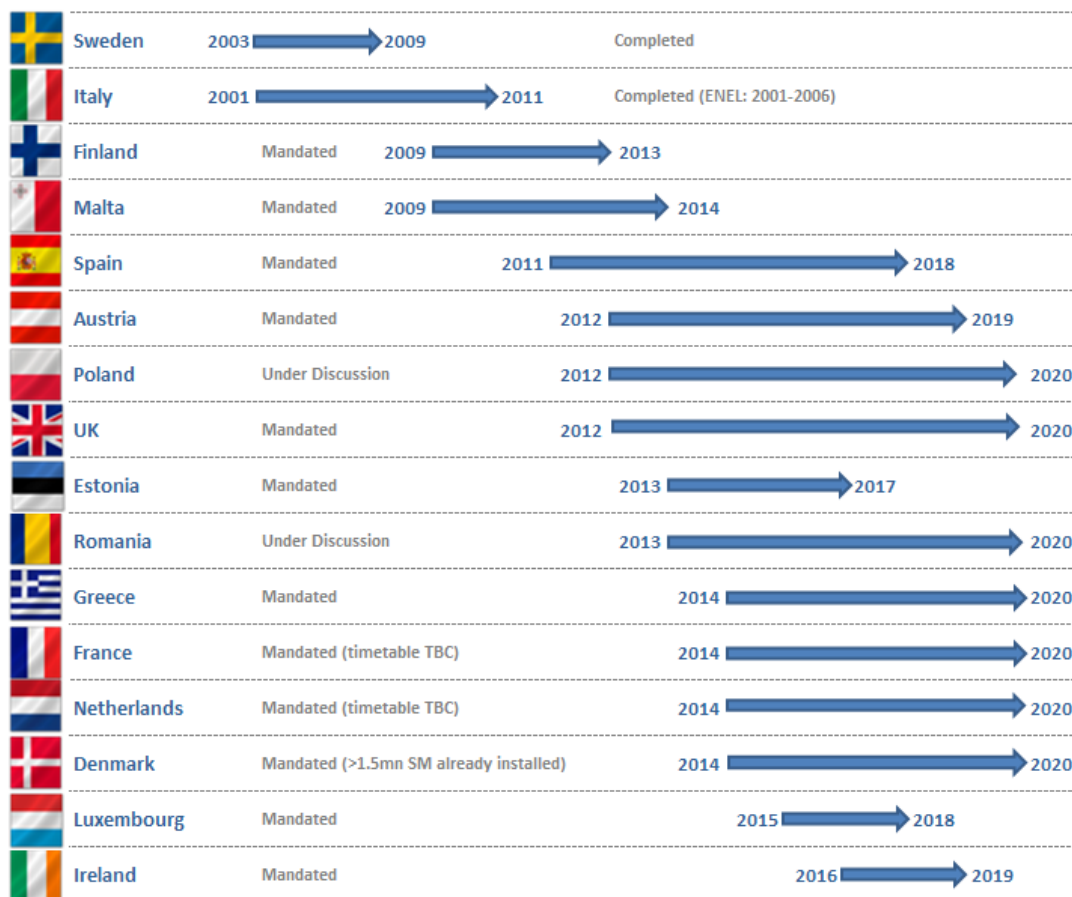 Sweden 2003 2009 Completed
Italy 2001 2011 Completed (ENEL: 2001-2006)
Finland Mandated 2009 2013
Malta Mandated 2009 2014
Spain Mandated 2011 2018
Austria Mandated 2012 2019
Poland Under Discussion 2012 2020
UK Mandated 2012 2020
Estonia Mandated 2013 2017
Romania Under Discussion 2013 2020
Greece Mandated 2014 2020
France Mandated (timetable TBC) 2014 2020
Netherlands Mandated (timetable TBC) 2014 2020
Denmark Mandated (>1.5mn SM already installed) 2014 2020
Luxembourg Mandated 2015 2018
Ireland Mandated 2016 2019